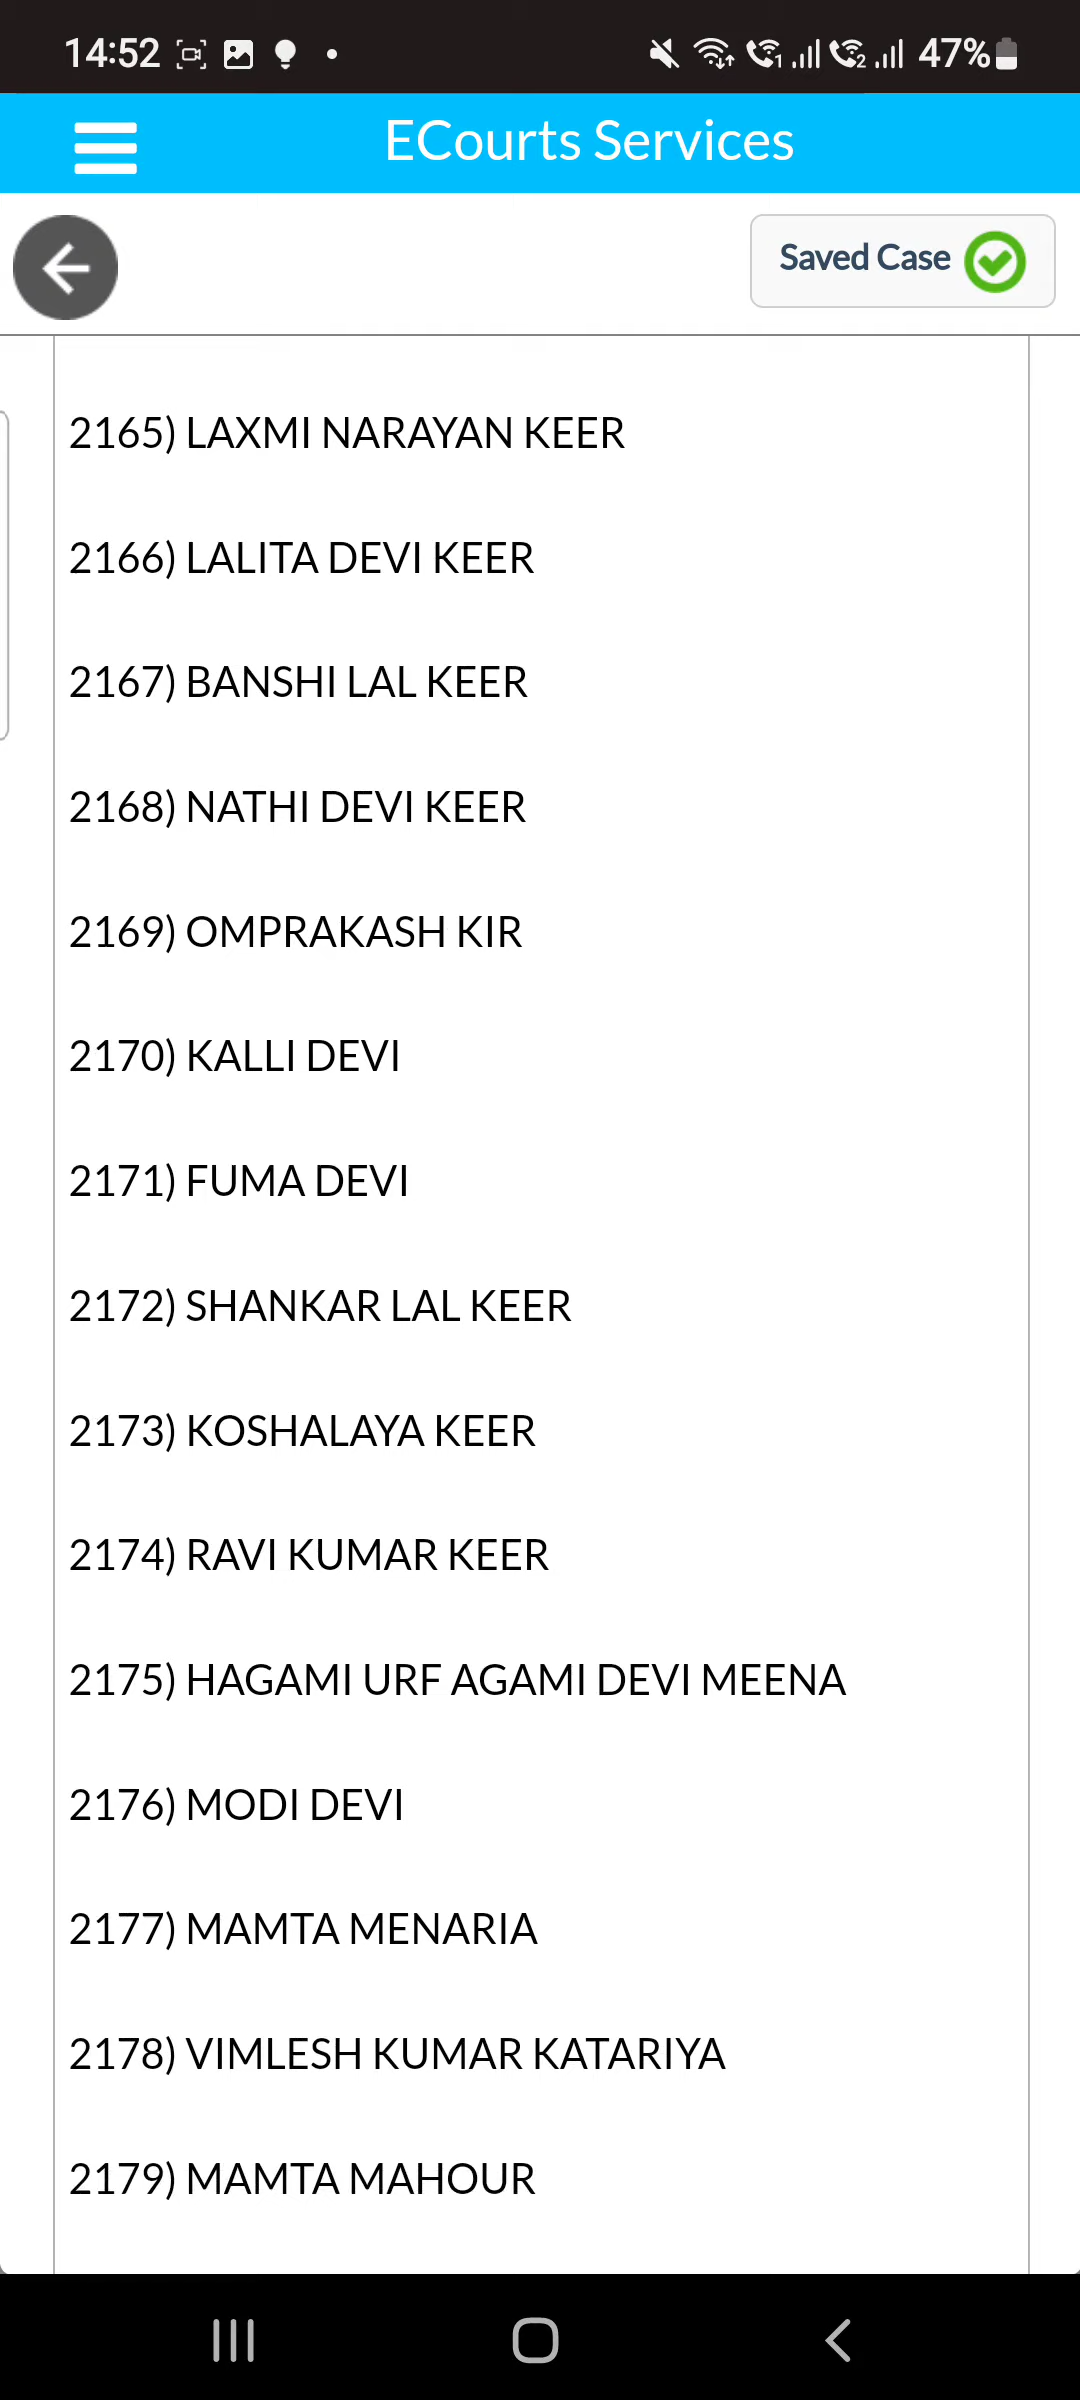 14:52
47%
ECourts Services
Saved Case
2165) LAXMI NARAYAN KEER
2166) LALITA DEVI KEER
2167) BANSHI LAL KEER
2168) NATHI DEVI KEER
2169) OMPRAKASH KIR
2170) KALLI DEVI
2171) FUMA DEVI
2172) SHANKAR LAL KEER
2173) KOSHALAYA KEER
2174) RAVI KUMAR KEER
2175) HAGAMI URF AGAMI DEVI MEENA
2176) MODI DEVI
2177) MAMTA MENARIA
2178) VIMLESH KUMAR KATARIYA
2179) MAMTA MAHOUR